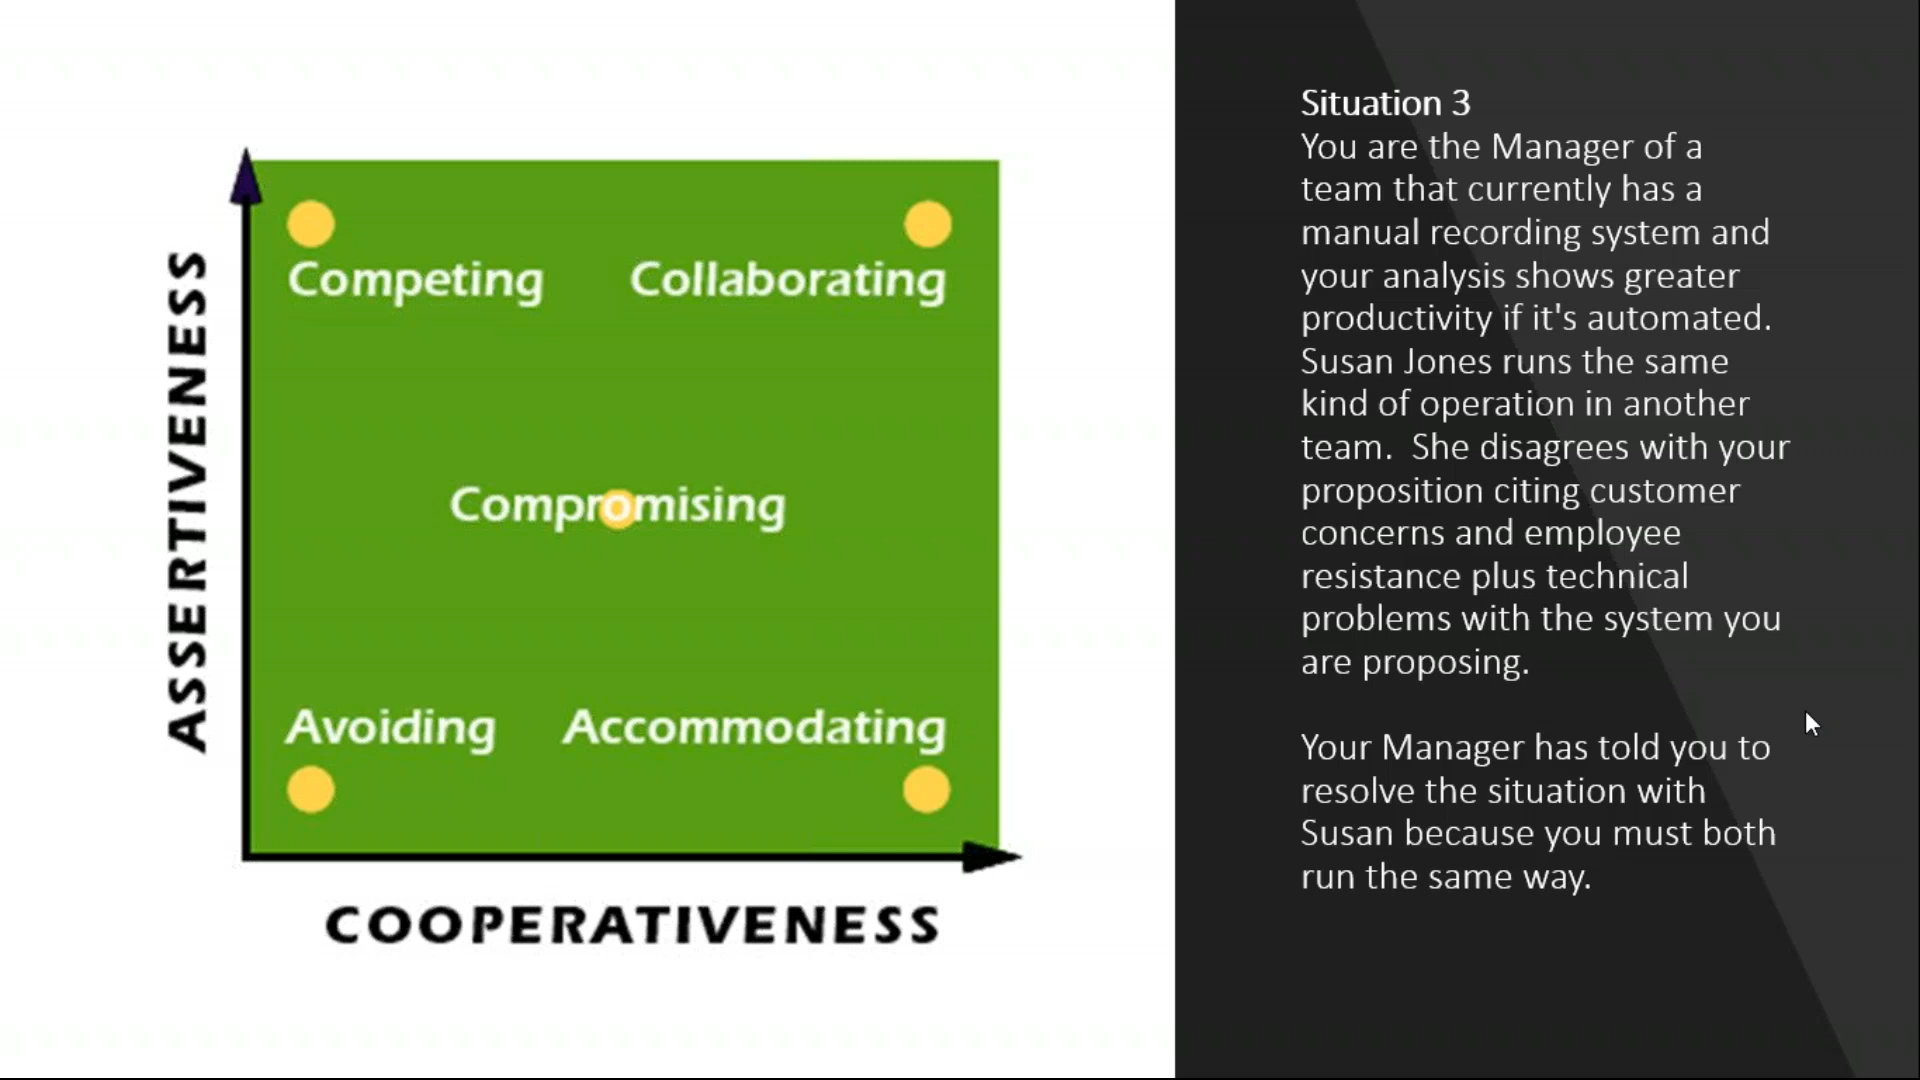 Competing
Collaborating
Compromising
Avoiding
Accommodating
ASSERTIVENESS
COOPERATIVENESS
Situation 3
You are the Manager of a
team that currently has a
manual recording system and
your analysis shows greater
productivity if it's automated.
Susan Jones runs the same
kind of operation in another
team.  She disagrees with your
proposition citing customer
concerns and employee
resistance plus technical
problems with the system you
are proposing.
Your Manager has told you to
resolve the situation with
Susan because you must both
run the same way.